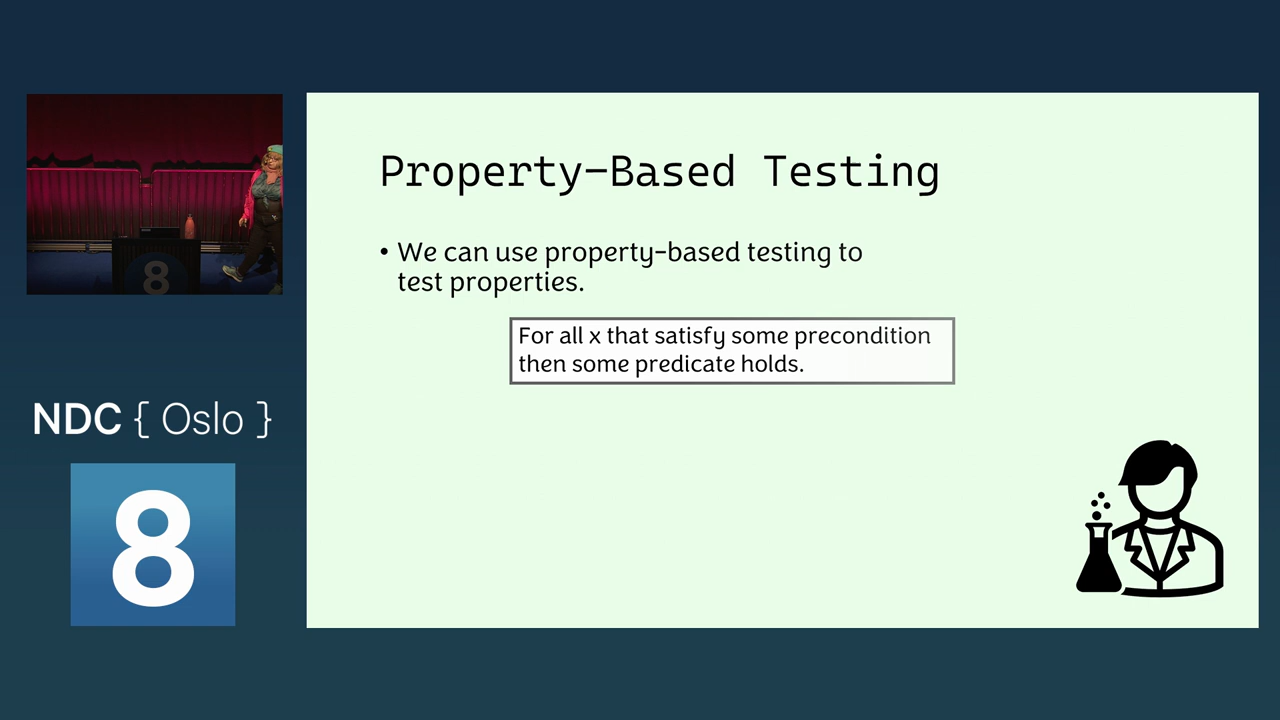 8
NDC { Oslo }
8
Property-Based Testing
• We can use property-based testing to
test properties.
For all x that satisfy some precondition
then some predicate holds.